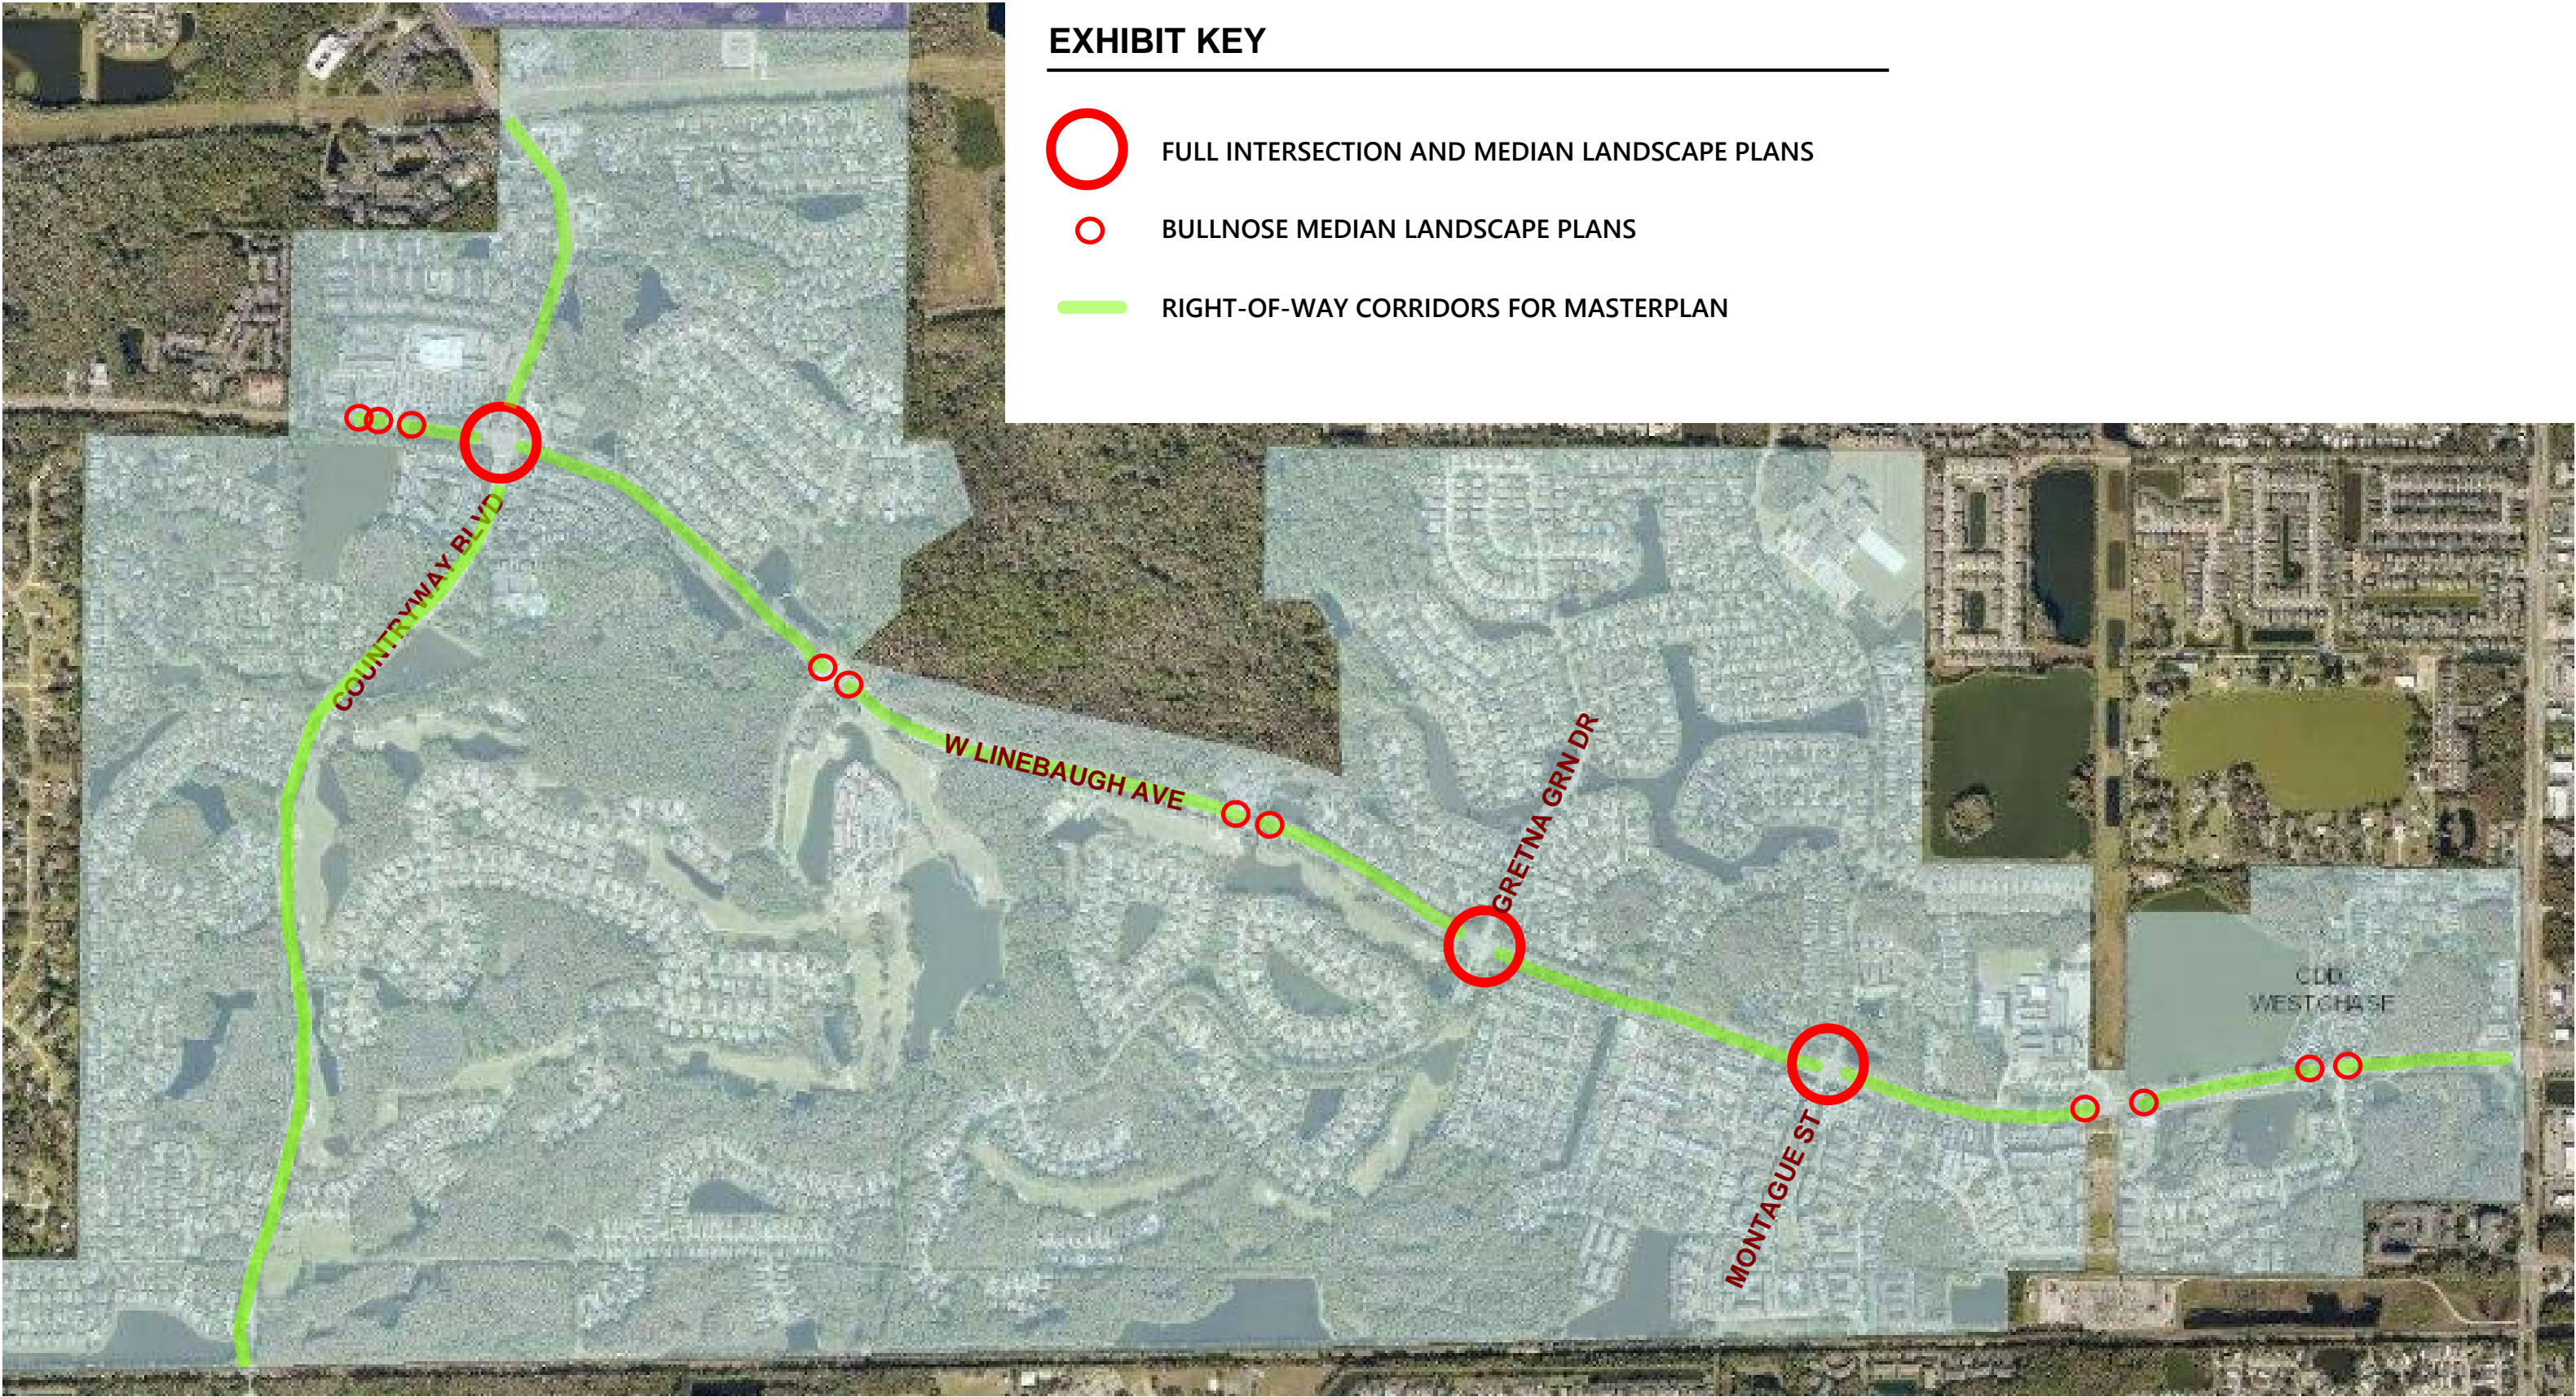 EXHIBIT KEY
FULL INTERSECTION AND MEDIAN LANDSCAPE PLANS
BULLNOSE MEDIAN LANDSCAPE PLANS
RIGHT-OF-WAY CORRIDORS FOR MASTERPLAN
COUNTRYWAY BLVD
W LINEBAUGH AVE
GRETNA GRN DR
MONTAGUE ST
CDD,
WESTCHASE